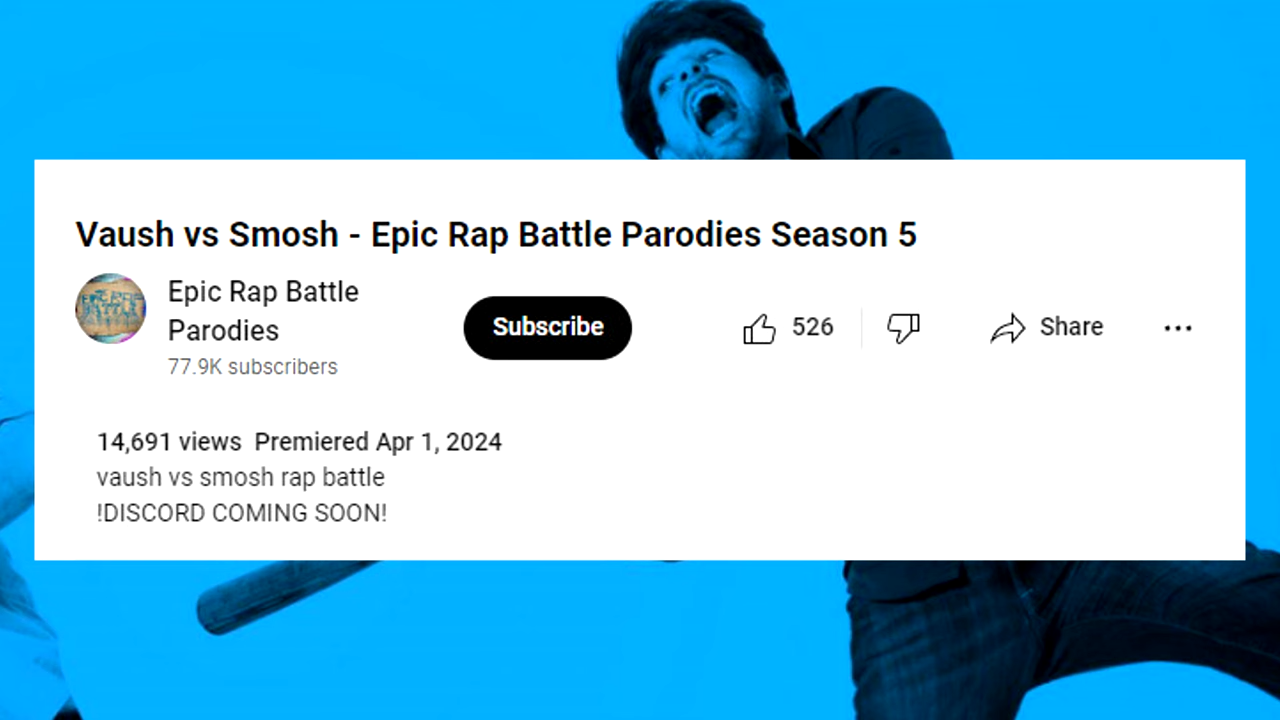 Vaush vs Smosh - Epic Rap Battle Parodies Season 5
Epic Rap Battle
Parodies
77.9K subscribers
Subscribe
526
Share
14,691 views Premiered Apr 1, 2024
vaush vs smosh rap battle
!DISCORD COMING SOON!